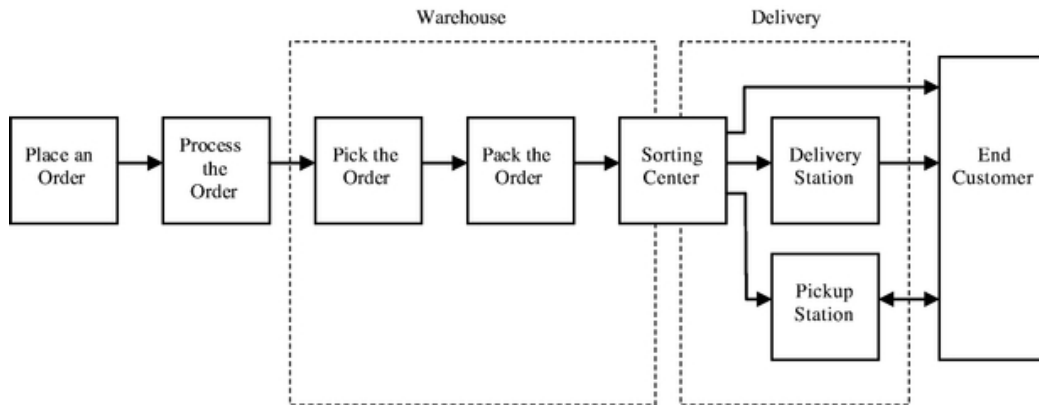 Warehouse
Delivery
Place an
Order
Process
the
Order
Pick the
Order
Pack the
Order
Sorting
Center
Delivery
Station
Pickup
Station
End
Customer